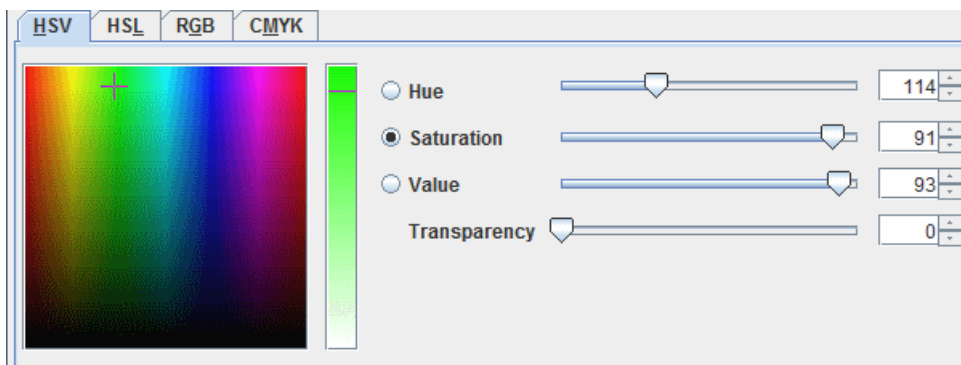 HSV HSL RGB CMYK
Hue 114
Saturation 91
Value 93
Transparency 0